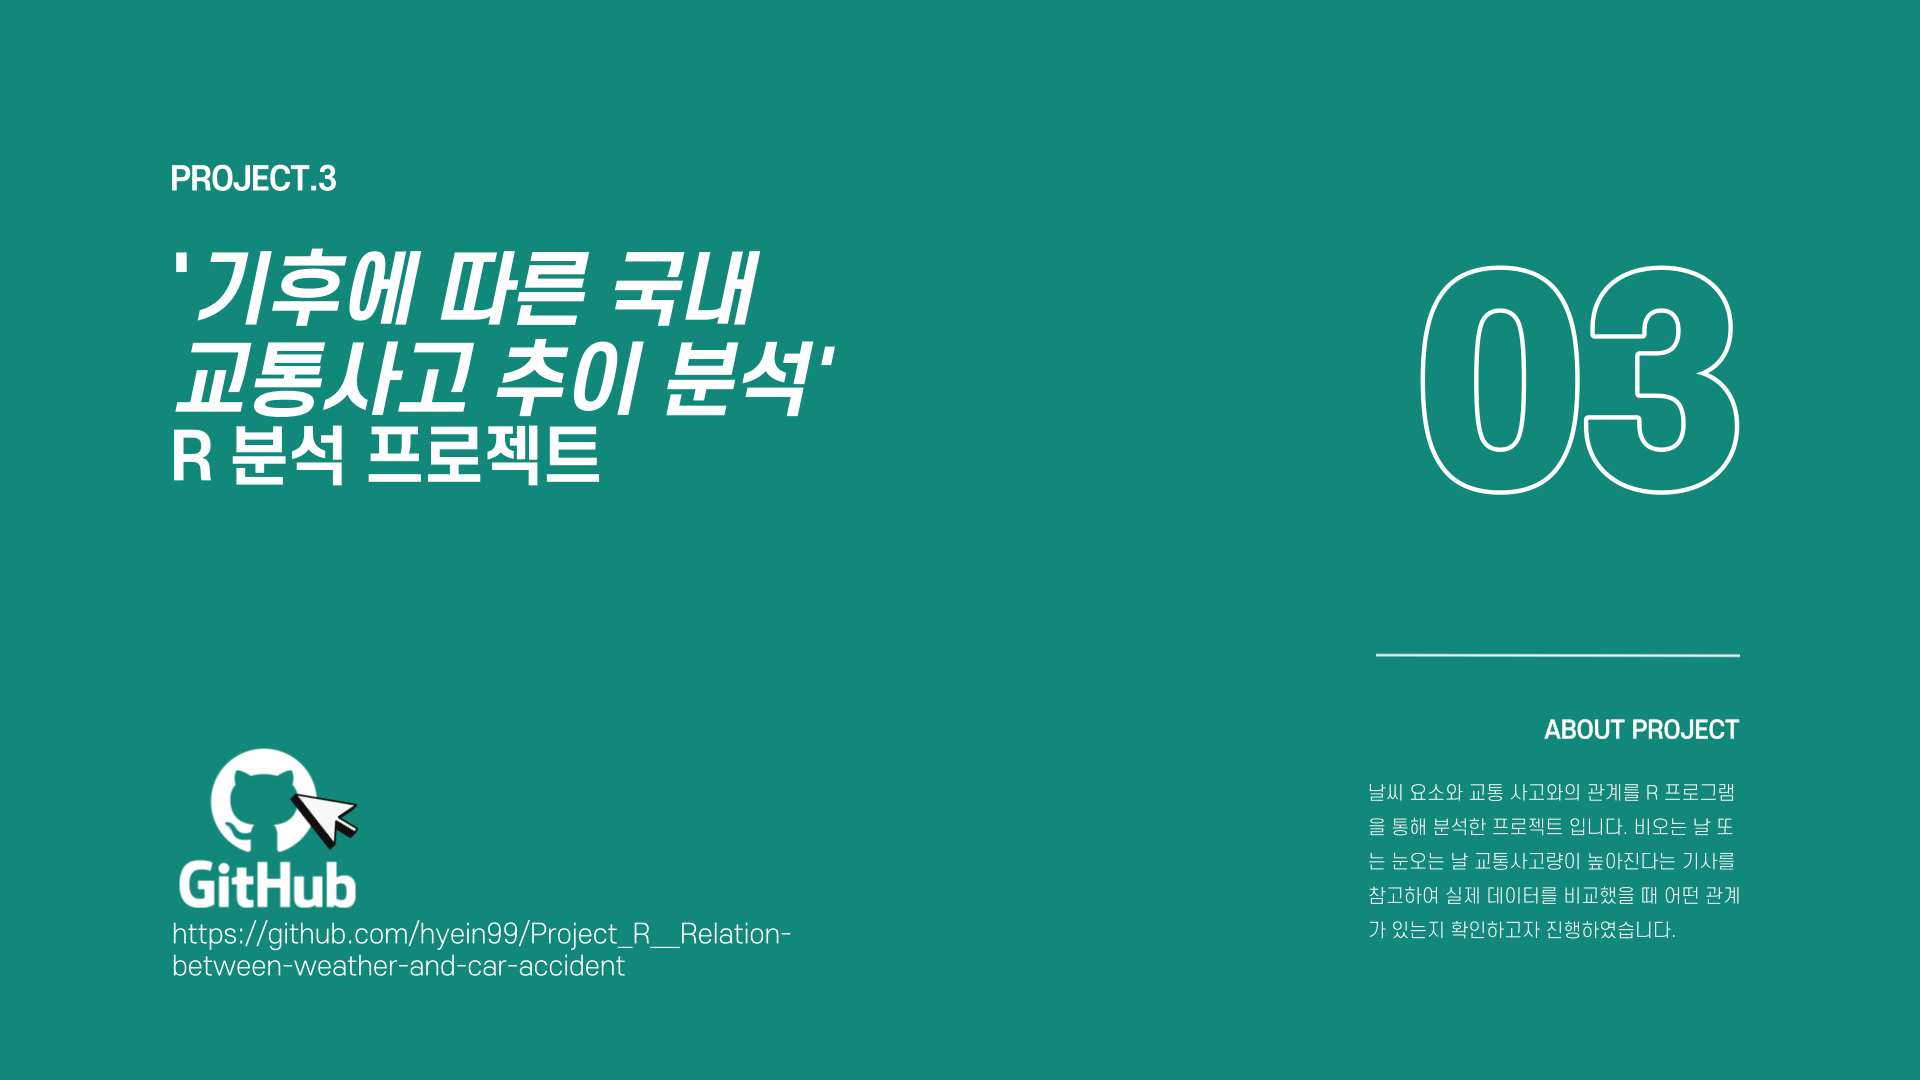 PROJECT.3
'기후에 따른 국내
교통사고 추이 분석'
R 분석 프로젝트
03
ABOUT PROJECT
날씨 요소와 교통 사고와의 관계를 R 프로그램
을 통해 분석한 프로젝트 입니다. 비오는 날 또
는 눈오는 날 교통사고량이 높아진다는 기사를
참고하여 실제 데이터를 비교했을 때 어떤 관계
가 있는지 확인하고자 진행하였습니다.
GitHub
https://github.com/hyein99/Project_R__Relation-
between-weather-and-car-accident